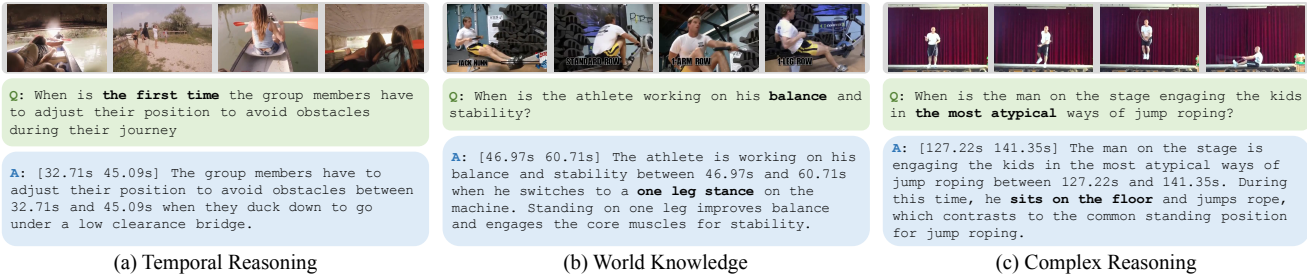 JACK NUNN
STANDARD ROW
1-ARM ROW
1-LEG ROW
Q: When is the first time the group members have
to adjust their position to avoid obstacles
during their journey
A: [32.71s 45.09s] The group members have to
adjust their position to avoid obstacles between
32.71s and 45.09s when they duck down to go
under a low clearance bridge.
(a) Temporal Reasoning
Q: When is the athlete working on his balance and
stability?
A: [46.97s 60.71s] The athlete is working on his
balance and stability between 46.97s and 60.71s
when he switches to a one leg stance on the
machine. Standing on one leg improves balance
and engages the core muscles for stability.
(b) World Knowledge
Q: When is the man on the stage engaging the kids
in the most atypical ways of jump roping?
A: [127.22s 141.35s] The man on the stage is
engaging the kids in the most atypical ways of
jump roping between 127.22s and 141.35s. During
this time, he sits on the floor and jumps rope,
which contrasts to the common standing position
for jump roping.
(c) Complex Reasoning